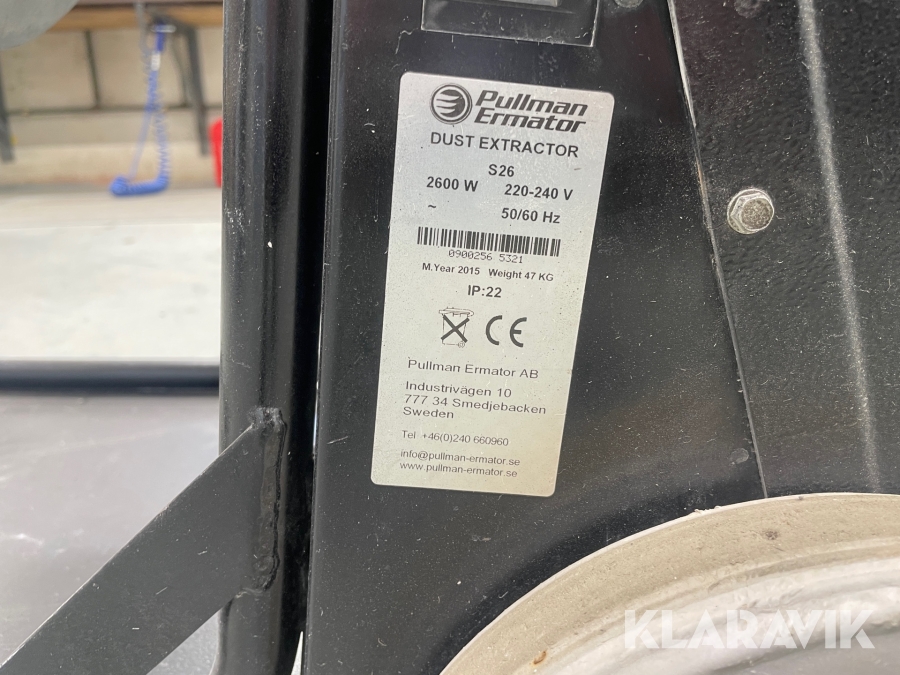 Pullman
Ermator
DUST EXTRACTOR
S26
2600 W 220-240 V
~ 50/60 Hz
0900256 5321
M.Year 2015 Weight 47 KG
IP:22
CE
Pullman Ermator AB
Industrivägen 10
777 34 Smedjebacken
Sweden
Tel +46(0)240 660960
info@pullman-ermator.se
www.pullman-ermator.se
KLARAVIK